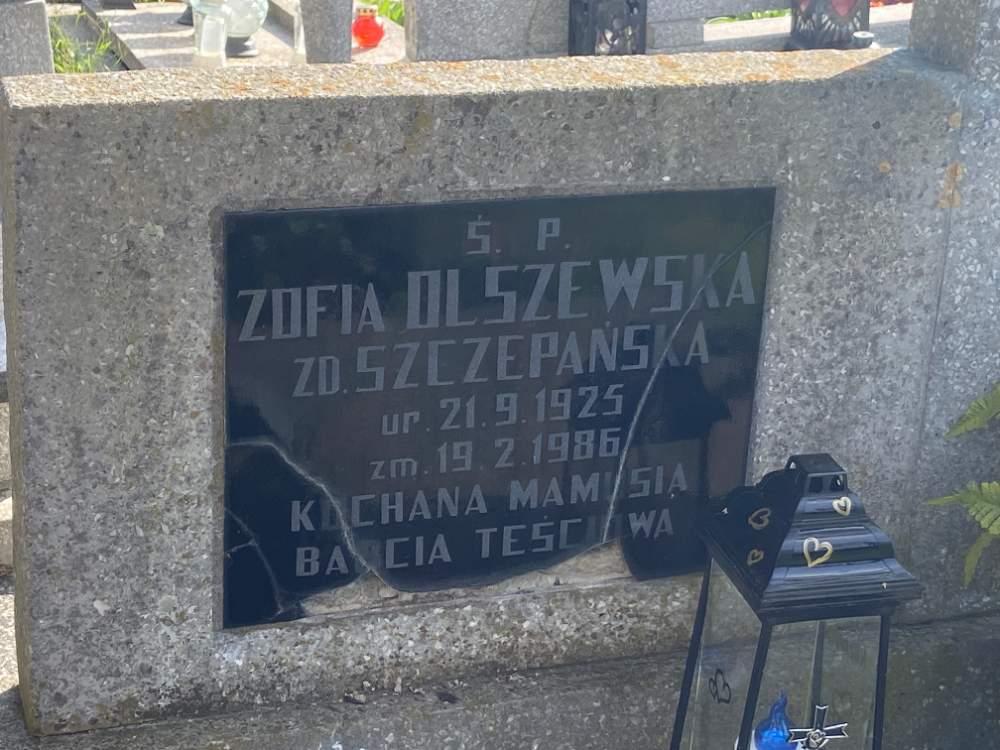 Ś. P.
ZOFIA OLSZEWSKA
ZD. SZCZEPAŃSKA
ur. 21. 9. 1925
zm. 19. 2. 1986
KOCHANA MAMUSIA
BABCIA TEŚCIOWA